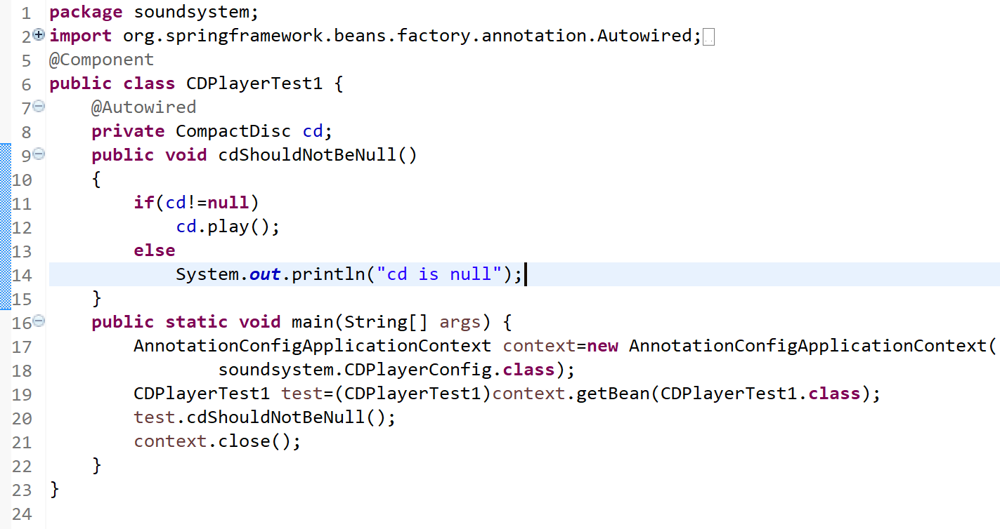 1 package soundsystem;
2 import org.springframework.beans.factory.annotation.Autowired;
5 @Component
6 public class CDPlayerTest1 {
7     @Autowired
8     private CompactDisc cd;
9     public void cdShouldNotBeNull()
10     {
11         if(cd!=null)
12             cd.play();
13         else
14             System.out.println("cd is null");
15     }
16     public static void main(String[] args) {
17         AnnotationConfigApplicationContext context=new AnnotationConfigApplicationContext(
18                 soundsystem.CDPlayerConfig.class);
19         CDPlayerTest1 test=(CDPlayerTest1)context.getBean(CDPlayerTest1.class);
20         test.cdShouldNotBeNull();
21         context.close();
22     }
23 }
24